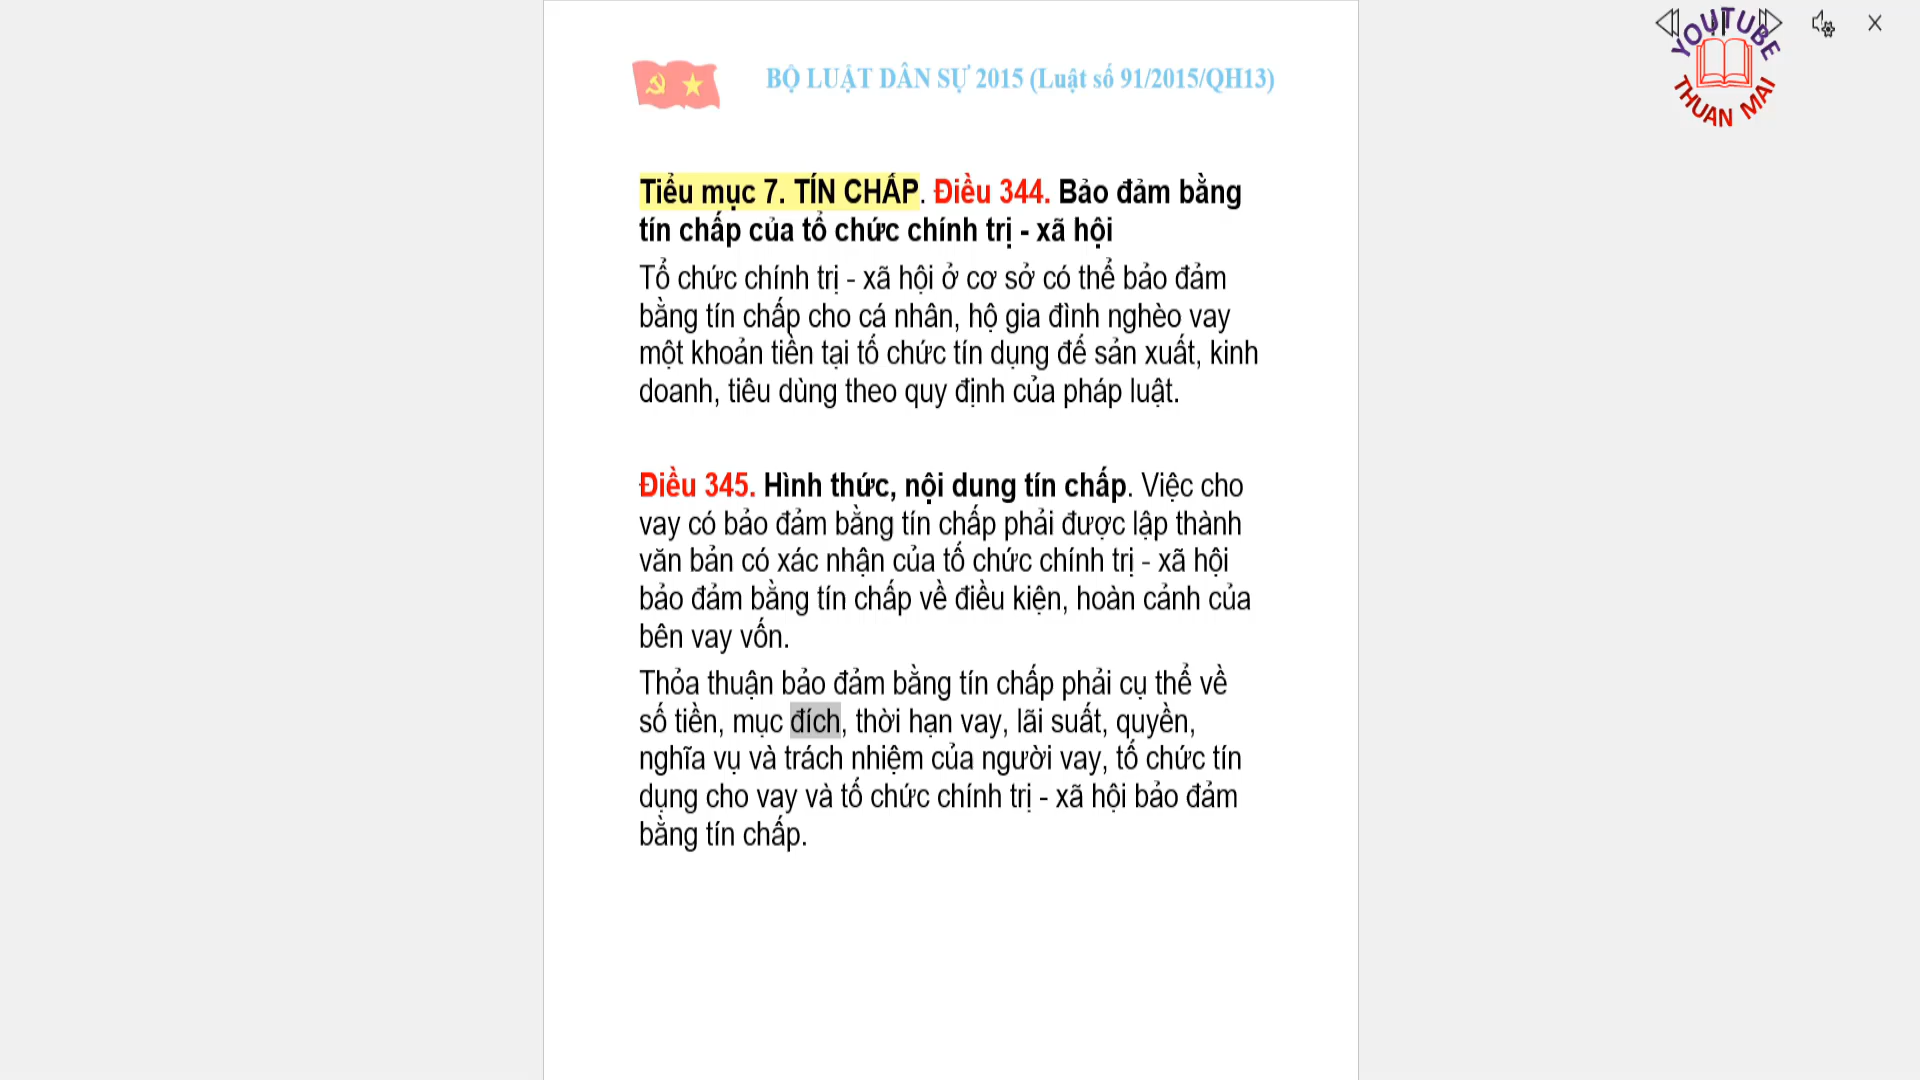 YOUTUBE
THUAN MAI
BỘ LUẬT DÂN SỰ 2015 (Luật số 91/2015/QH13)
Tiểu mục 7. TÍN CHẤP. Điều 344. Bảo đảm bằng
tín chấp của tổ chức chính trị - xã hội
Tổ chức chính trị - xã hội ở cơ sở có thể bảo đảm
bằng tín chấp cho cá nhân, hộ gia đình nghèo vay
một khoản tiền tại tổ chức tín dụng để sản xuất, kinh
doanh, tiêu dùng theo quy định của pháp luật.
Điều 345. Hình thức, nội dung tín chấp. Việc cho
vay có bảo đảm bằng tín chấp phải được lập thành
văn bản có xác nhận của tổ chức chính trị - xã hội
bảo đảm bằng tín chấp về điều kiện, hoàn cảnh của
bên vay vốn.
Thỏa thuận bảo đảm bằng tín chấp phải cụ thể về
số tiền, mục đích, thời hạn vay, lãi suất, quyền,
nghĩa vụ và trách nhiệm của người vay, tổ chức tín
dụng cho vay và tổ chức chính trị - xã hội bảo đảm
bằng tín chấp.